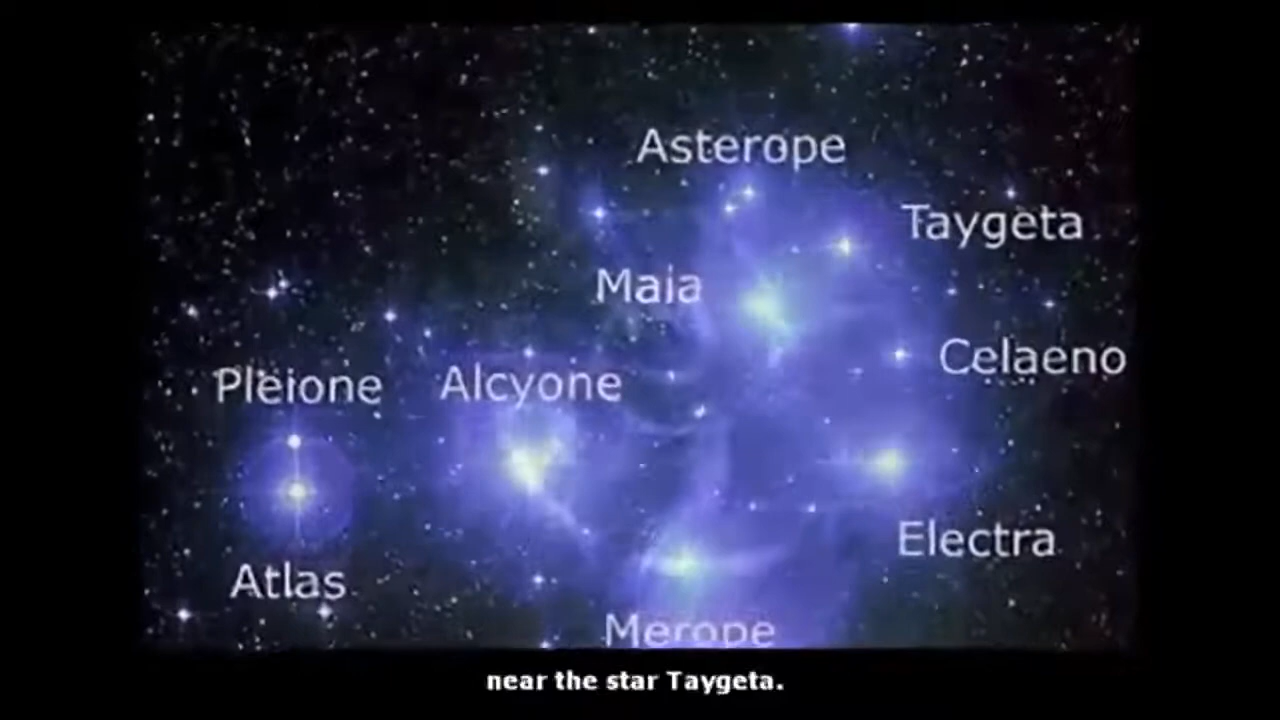 Asterope
Taygeta
Maia
Celaeno
Pleione
Alcyone
Electra
Atlas
Merope
near the star Taygeta.